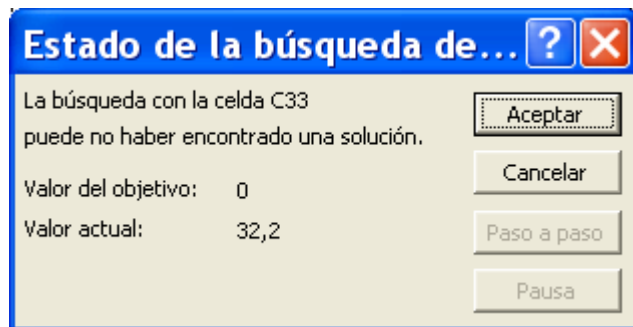 Estado de la búsqueda de...
La búsqueda con la celda C33
puede no haber encontrado una solución.
Valor del objetivo: 0
Valor actual: 32,2
Aceptar
Cancelar
Paso a paso
Pausa